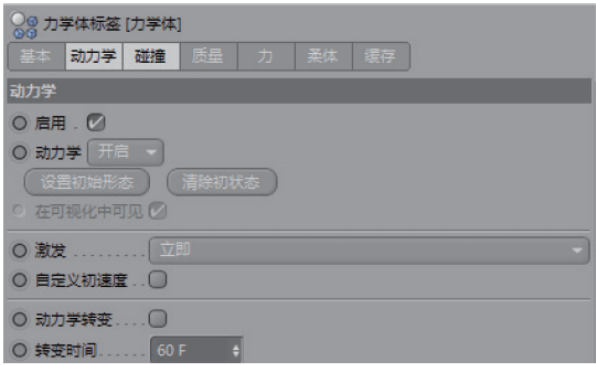 力学体标签 [力学体]
基本 动力学 碰撞 质量 力 柔体 缓存
动力学
启用 .
动力学 开启
设置初始形态 清除初状态
在可视化中可见
激发 ......... 立即
自定义初速度 ..
动力学转变 ....
转变时间 ...... 60 F